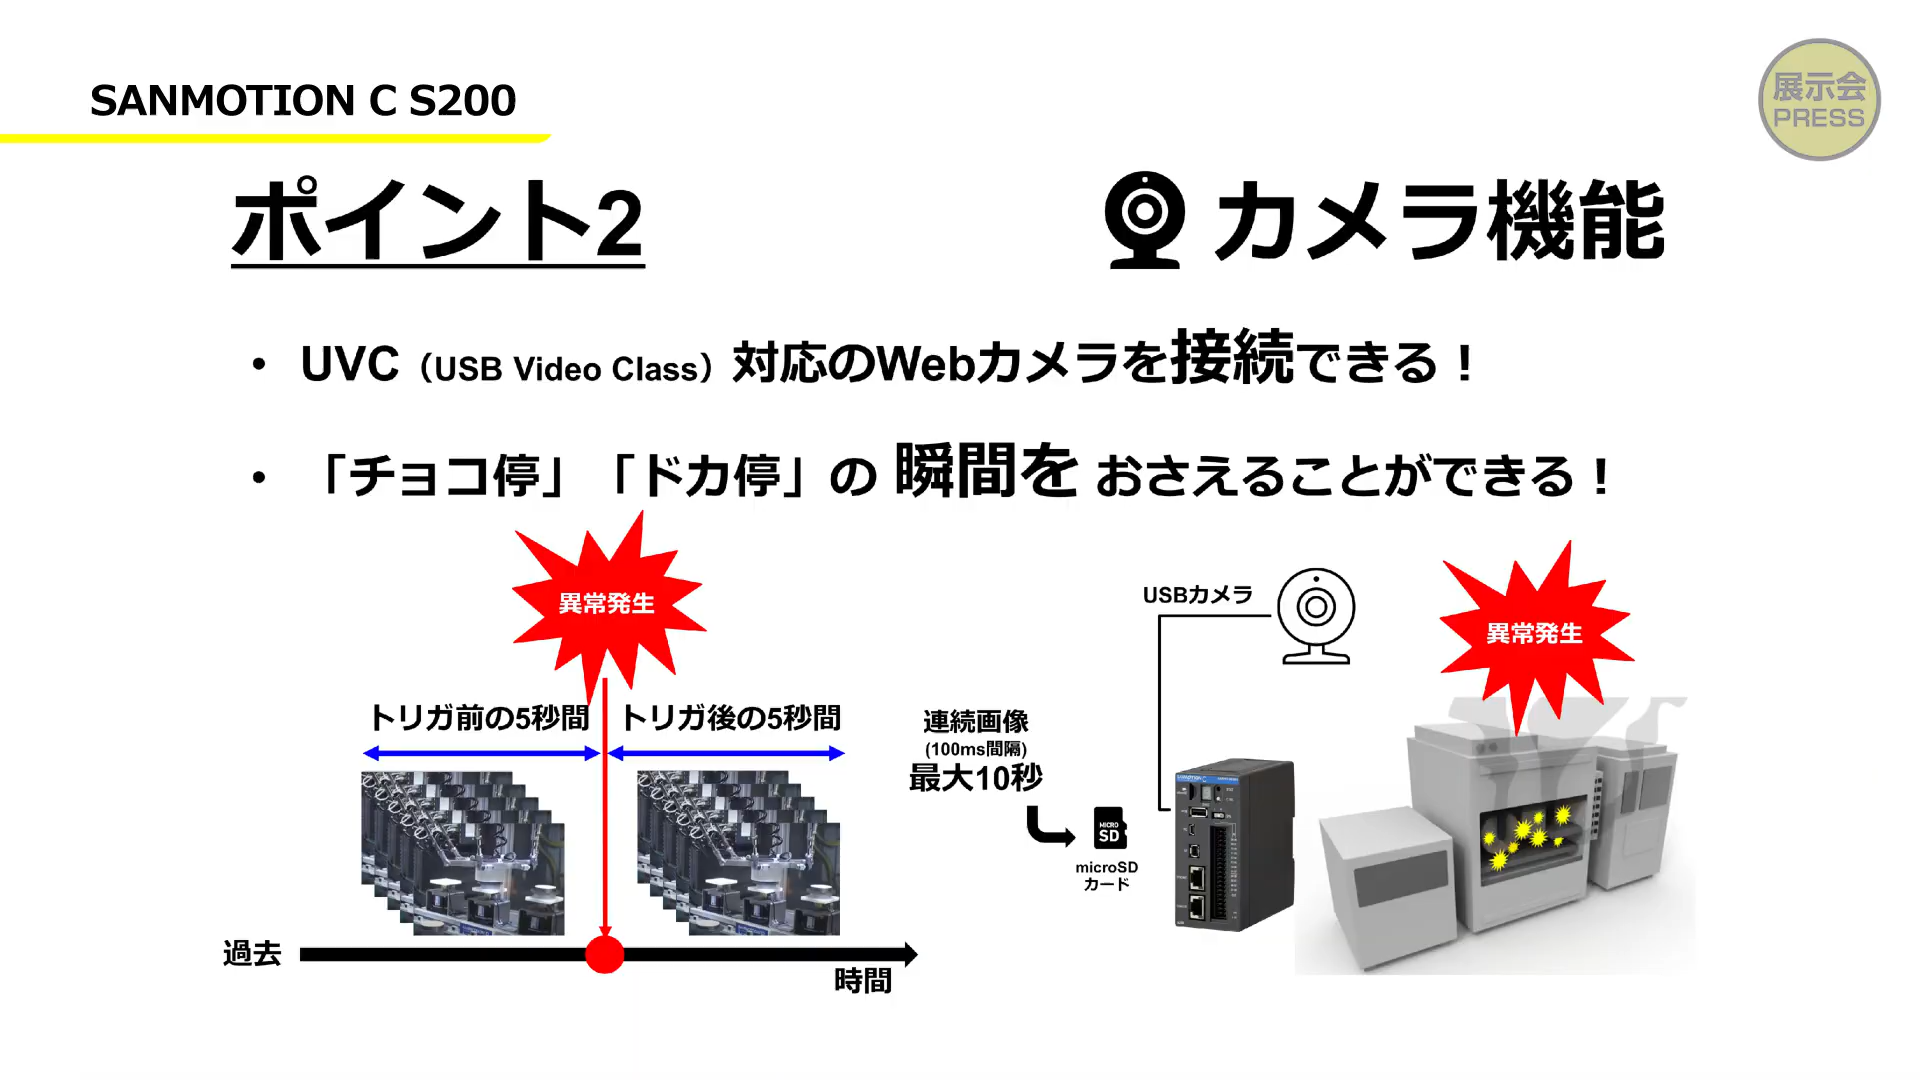 SANMOTION C S200
展示会
PRESS
ポイント2
カメラ機能
• UVC（USB Video Class）対応のWebカメラを接続できる！
• 「チョコ停」「ドカ停」の 瞬間を おさえることができる！
異常発生
トリガ前の5秒間
トリガ後の5秒間
過去
時間
連続画像
(100ms間隔)
最大10秒
MICRO
SD
microSD
カード
USBカメラ
異常発生